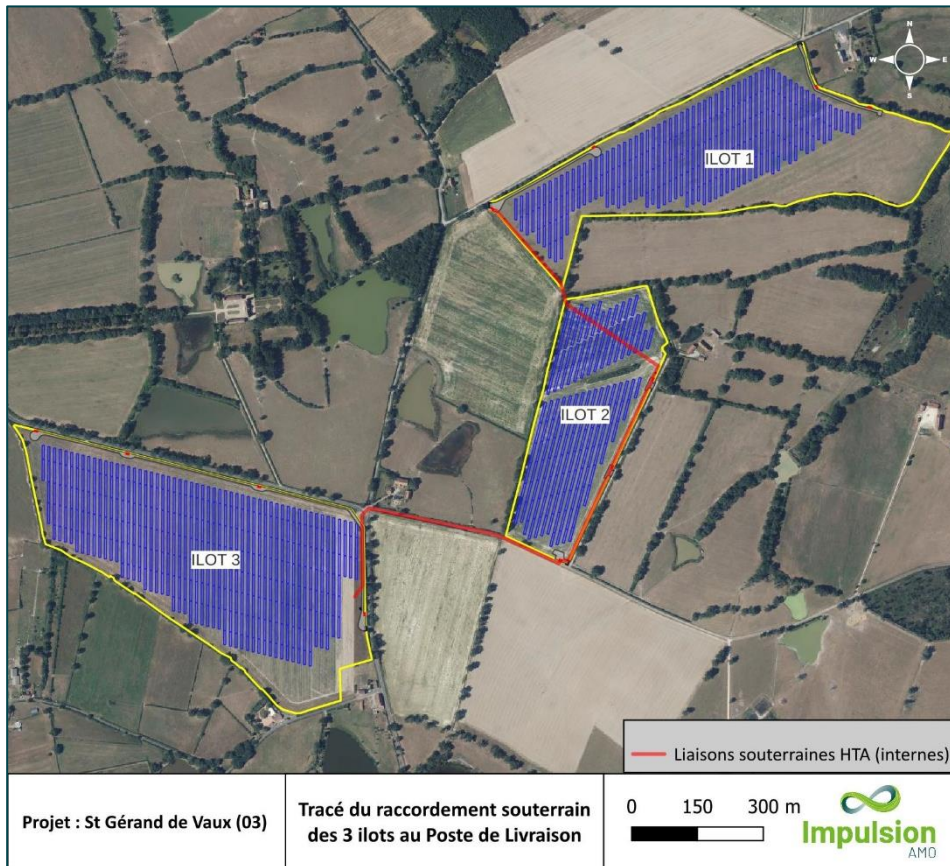 N
W E
S
ILOT 1
ILOT 2
ILOT 3
Liaisons souterraines HTA (internes)
Projet : St Gérand de Vaux (03)
Tracé du raccordement souterrain
des 3 ilots au Poste de Livraison
0 150 300 m
Impulsion
AMO